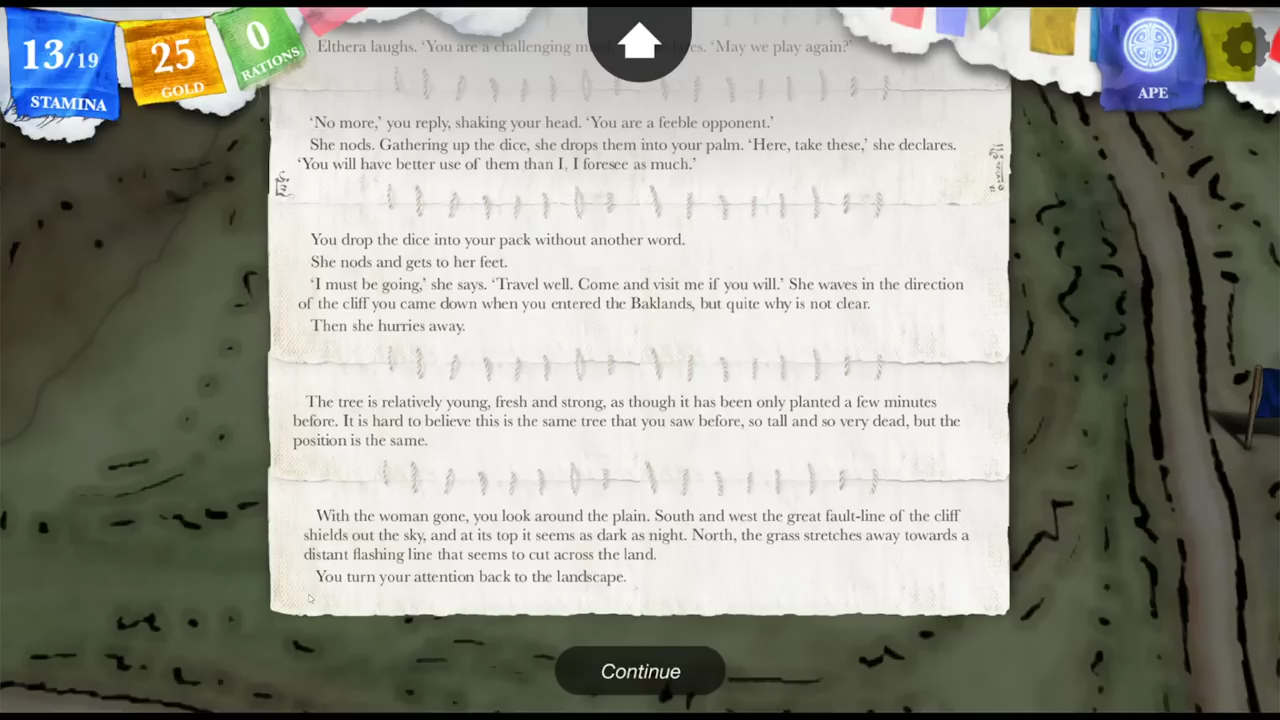 13/19
STAMINA
25
GOLD
0
RATIONS
APE
Elthera laughs. 'You are a challenging
'May we play again?'
'No more,' you reply, shaking your head. 'You are a feeble opponent.'
She nods. Gathering up the dice, she drops them into your palm. 'Here, take these,' she declares.
'You will have better use of them than I, I foresee as much.'
You drop the dice into your pack without another word.
She nods and gets to her feet.
'I must be going,' she says. 'Travel well. Come and visit me if you will.' She waves in the direction
of the cliff you came down when you entered the Baklands, but quite why is not clear.
Then she hurries away.
The tree is relatively young, fresh and strong, as though it has been only planted a few minutes
before. It is hard to believe this is the same tree that you saw before, so tall and so very dead, but the
position is the same.
With the woman gone, you look around the plain. South and west the great fault-line of the cliff
shields out the sky, and at its top it seems as dark as night. North, the grass stretches away towards a
distant flashing line that seems to cut across the land.
You turn your attention back to the landscape.
Continue